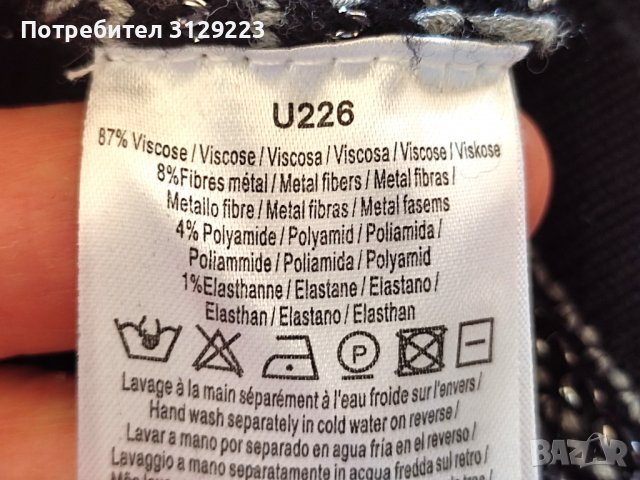 Потребител 3129223
U226
87% Viscose / Viscose / Viscosa / Viscosa / Viscose / Viskose
8%Fibres métal / Metal fibers / Metal fibras /
Metallo fibre / Metal fibras / Metal fasems
4% Polyamide / Polyamid / Poliamida /
Poliammide / Poliamida / Polyamid
1%Elasthanne / Elastane / Elastano /
Elasthan / Elastano / Elasthan
P
Lavage à la main séparément à l'eau froide sur l'envers /
Hand wash separately in cold water on reverse /
Lavar a mano por separado en agua fría en el reverso /
Lavaggio a mano separatamente in acqua fredda sul retro /
BAZAR